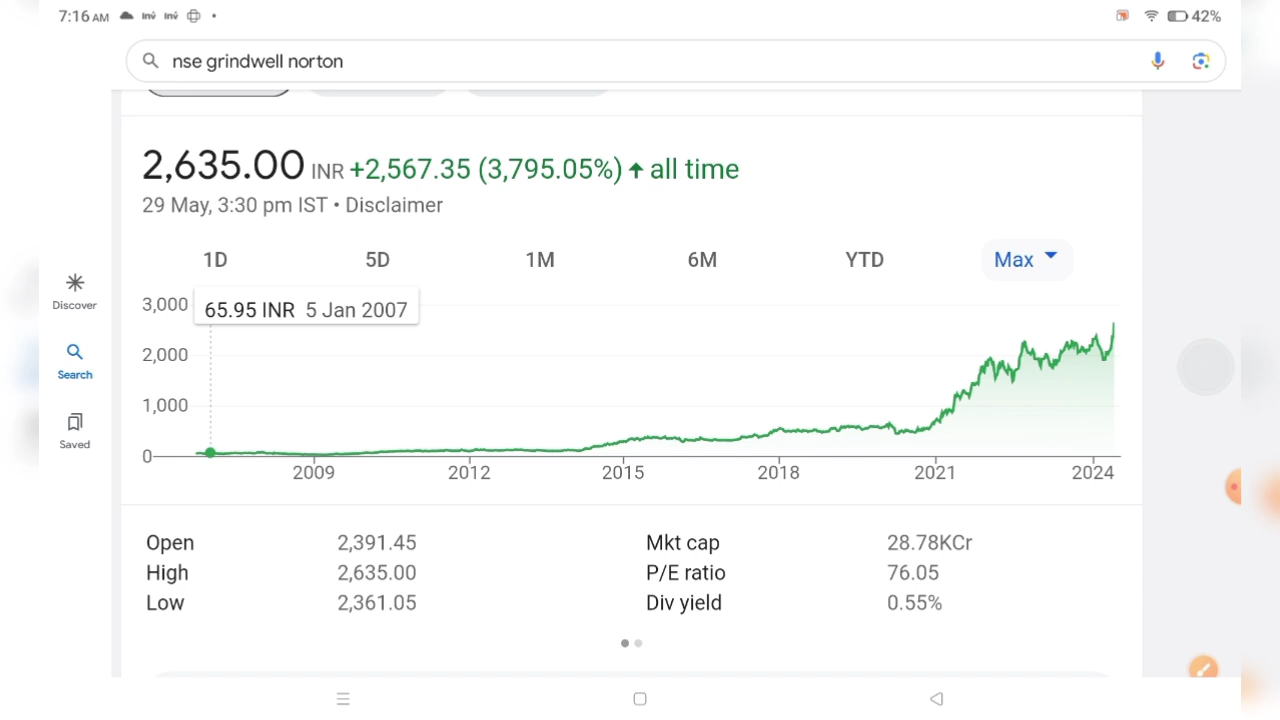 7:16 AM
42%
nse grindwell norton
2,635.00 INR +2,567.35 (3,795.05%) all time
29 May, 3:30 pm IST • Disclaimer
1D 5D 1M 6M YTD Max
65.95 INR 5 Jan 2007
3,000
2,000
1,000
0
2009 2012 2015 2018 2021 2024
Discover
Search
Saved
Open 2,391.45 Mkt cap 28.78KCr
High 2,635.00 P/E ratio 76.05
Low 2,361.05 Div yield 0.55%